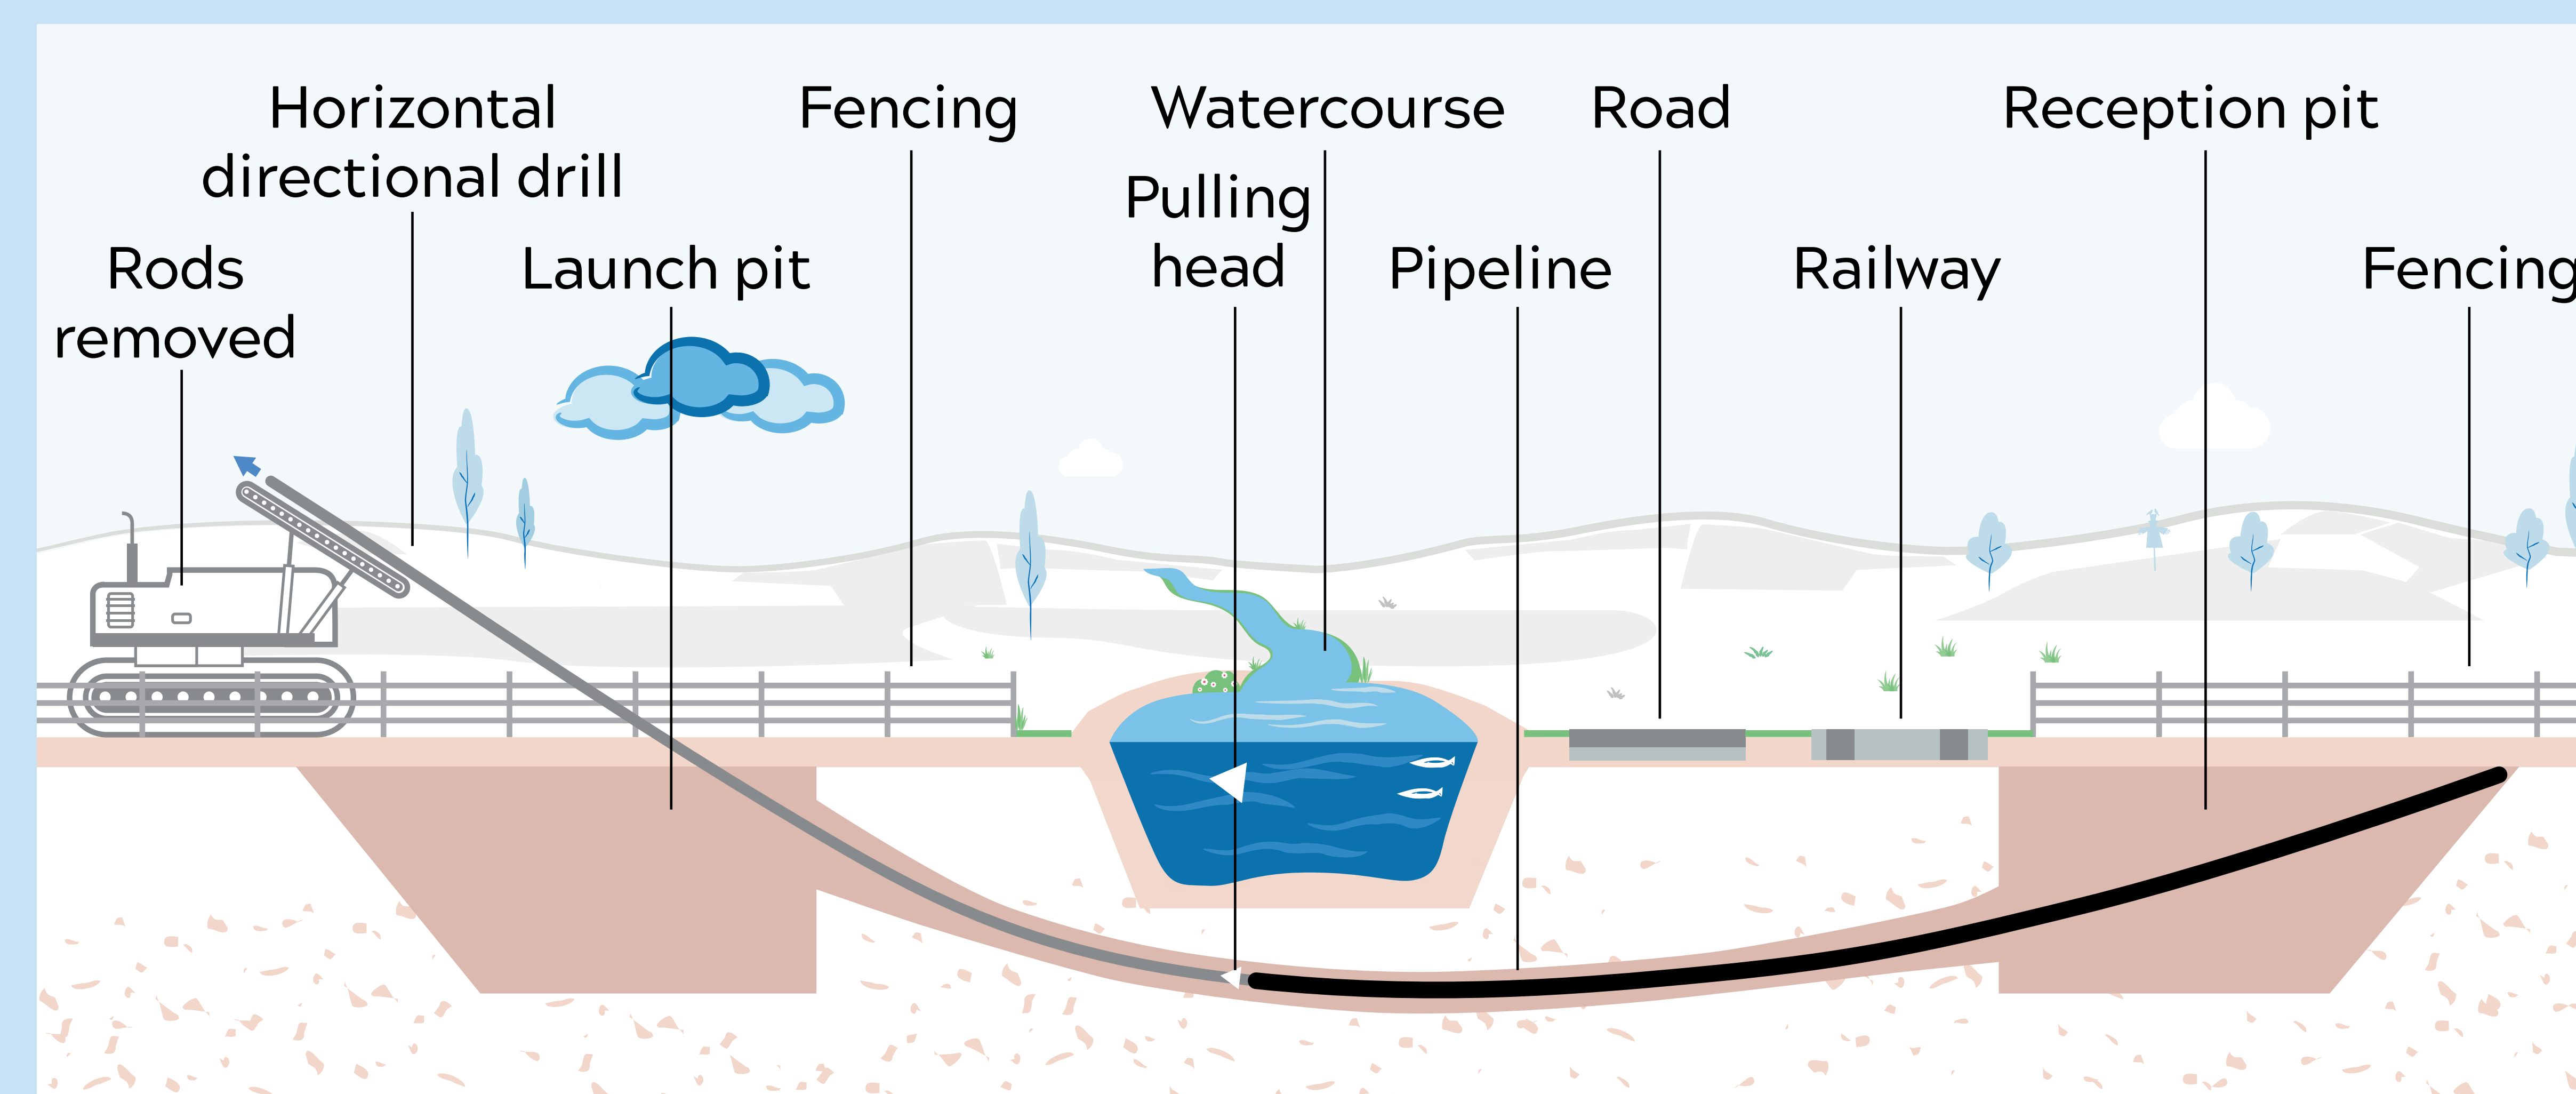 Horizontal
directional drill
Fencing
Watercourse
Road
Reception pit
Pulling
head
Rods
removed
Launch pit
Pipeline
Railway
Fencing